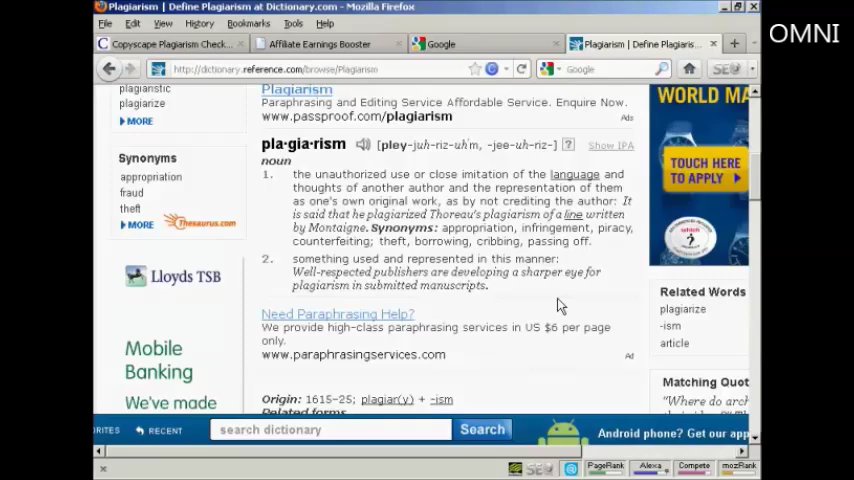 Plagiarism | Define Plagiarism at Dictionary.com - Mozilla Firefox
OMNI
File Edit View History Bookmarks Tools Help
Copyscape Plagiarism Check...
Affiliate Earnings Booster
Google
Plagiarism | Define Plagiaris...
http://dictionary.reference.com/browse/Plagiarism
Google
plagiaristic
plagiarize
MORE
Synonyms
appropriation
fraud
theft
MORE
Thesaurus.com
Lloyds TSB
Mobile
Banking
We've made
Plagiarism
Paraphrasing and Editing Service Affordable Service. Enquire Now.
www.passproof.com/plagiarism
Ads
pla·gia·rism [pley-juh-riz-uhm, -jee-uh-riz-] ? Show IPA
noun
1. the unauthorized use or close imitation of the language and
thoughts of another author and the representation of them
as one's own original work, as by not crediting the author: It
is said that he plagiarized Thoreau's plagiarism of a line written
by Montaigne. Synonyms: appropriation, infringement, piracy,
counterfeiting; theft, borrowing, cribbing, passing off.
2. something used and represented in this manner:
Well-respected publishers are developing a sharper eye for
plagiarism in submitted manuscripts.
Need Paraphrasing Help?
We provide high-class paraphrasing services in US $6 per page
only.
www.paraphrasingservices.com
Ad
Origin: 1615–25; plagiar(y) + -ism
Related forms
WORLD MA
TOUCH HERE
TO APPLY
Related Words
plagiarize
-ism
article
Matching Quot
"Where do arch
RITES RECENT
search dictionary
Search
Android phone? Get our app
PageRank Alexa Compete mozRank